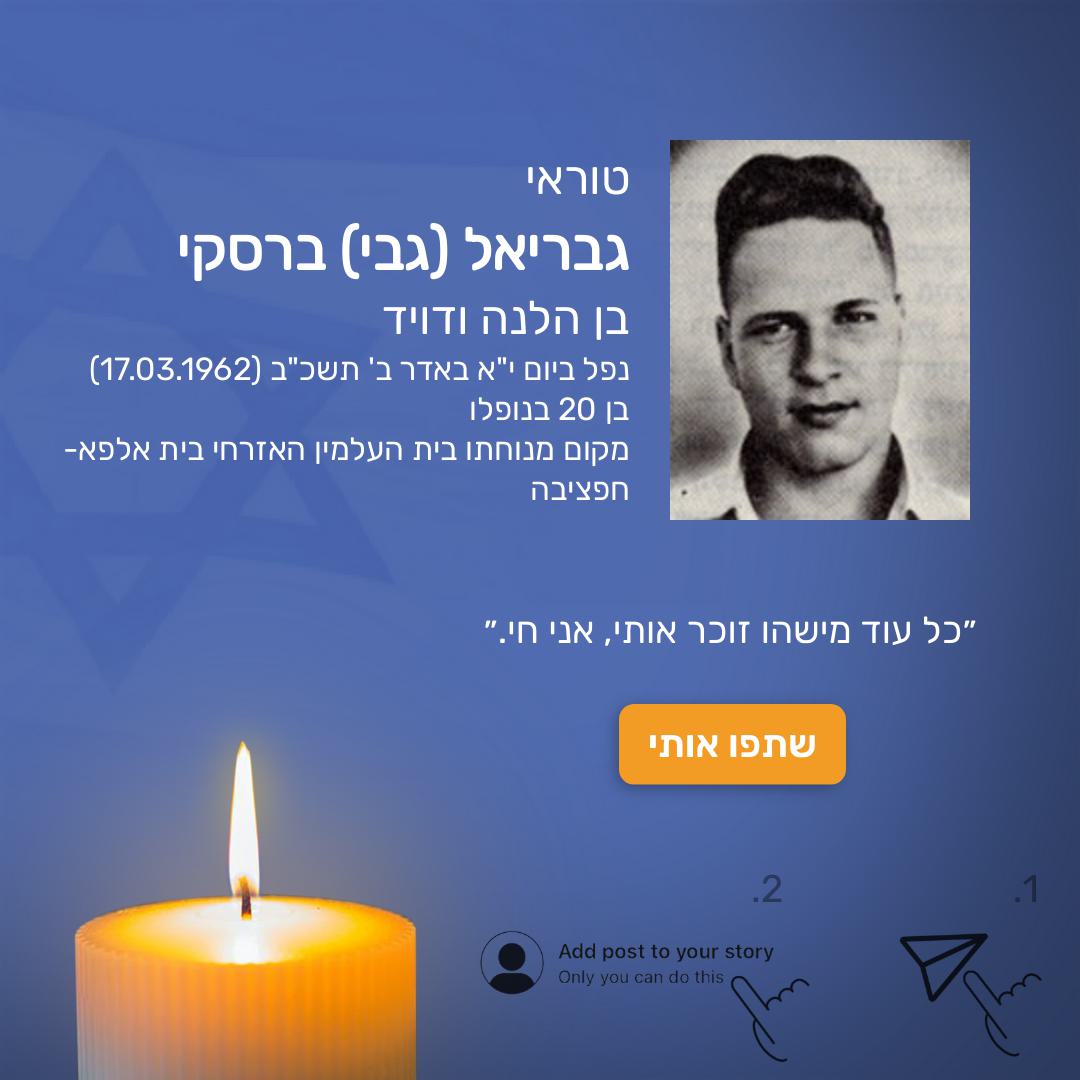 טוראי
גבריאל (גבי) ברסקי
בן הלנה ודויד
נפל ביום י"א באדר ב' תשכ"ב (17.03.1962)
בן 20 בנופלו
מקום מנוחתו בית העלמין האזרחי בית אלפא-
חפציבה
״כל עוד מישהו זוכר אותי, אני חי.״
שתפו אותי
1.
2.
Add post to your story
Only you can do this